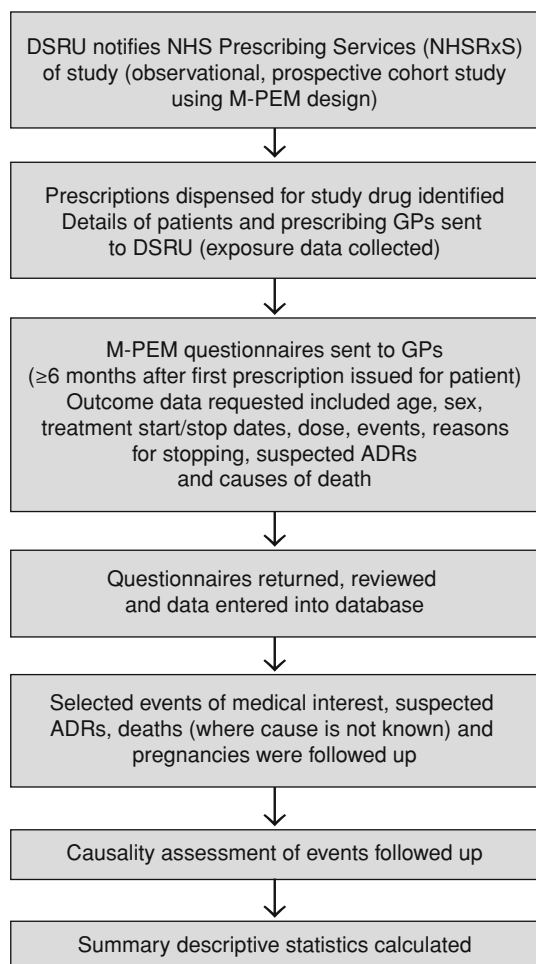 DSRU notifies NHS Prescribing Services (NHSRxS)
of study (observational, prospective cohort study
using M-PEM design)
Prescriptions dispensed for study drug identified
Details of patients and prescribing GPs sent
to DSRU (exposure data collected)
M-PEM questionnaires sent to GPs
(≥6 months after first prescription issued for patient)
Outcome data requested included age, sex,
treatment start/stop dates, dose, events, reasons
for stopping, suspected ADRs
and causes of death
Questionnaires returned, reviewed
and data entered into database
Selected events of medical interest, suspected
ADRs, deaths (where cause is not known) and
pregnancies were followed up
Causality assessment of events followed up
Summary descriptive statistics calculated